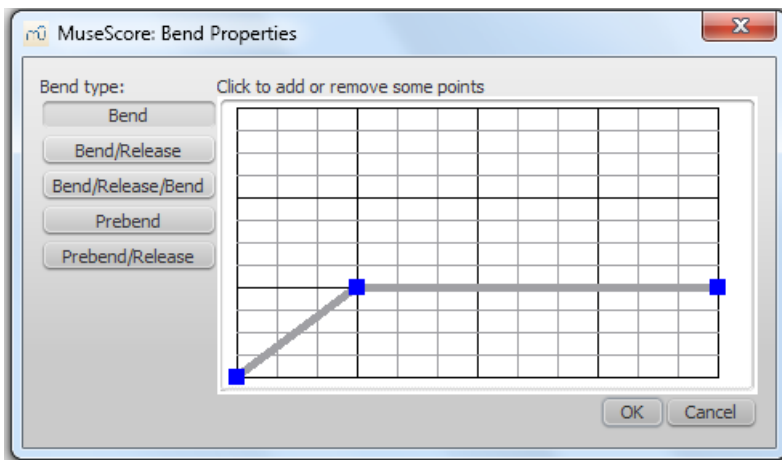 MuseScore: Bend Properties
Bend type:
Click to add or remove some points
Bend
Bend/Release
Bend/Release/Bend
Prebend
Prebend/Release
OK
Cancel